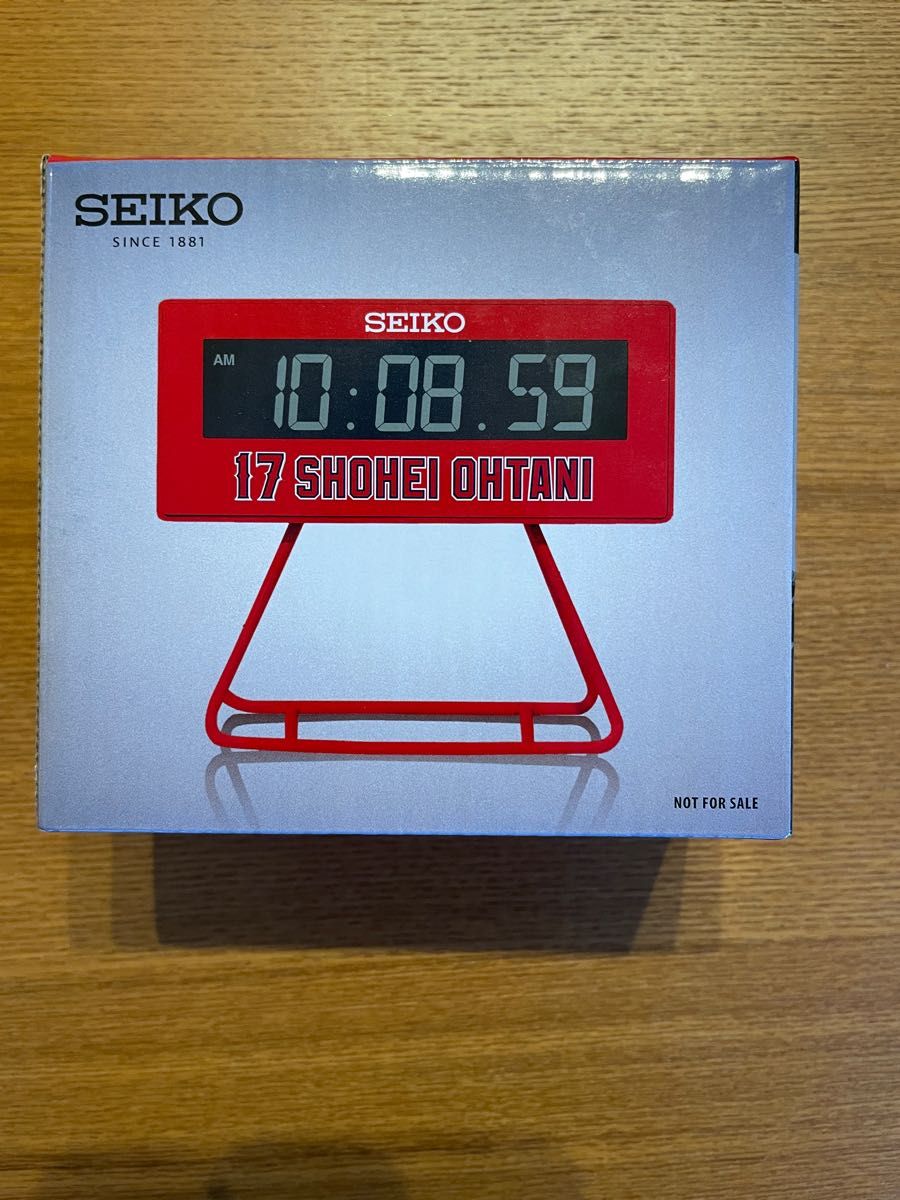 SEIKO
SINCE 1881
SEIKO
AM
10:08.59
17 SHOHEI OHTANI
NOT FOR SALE